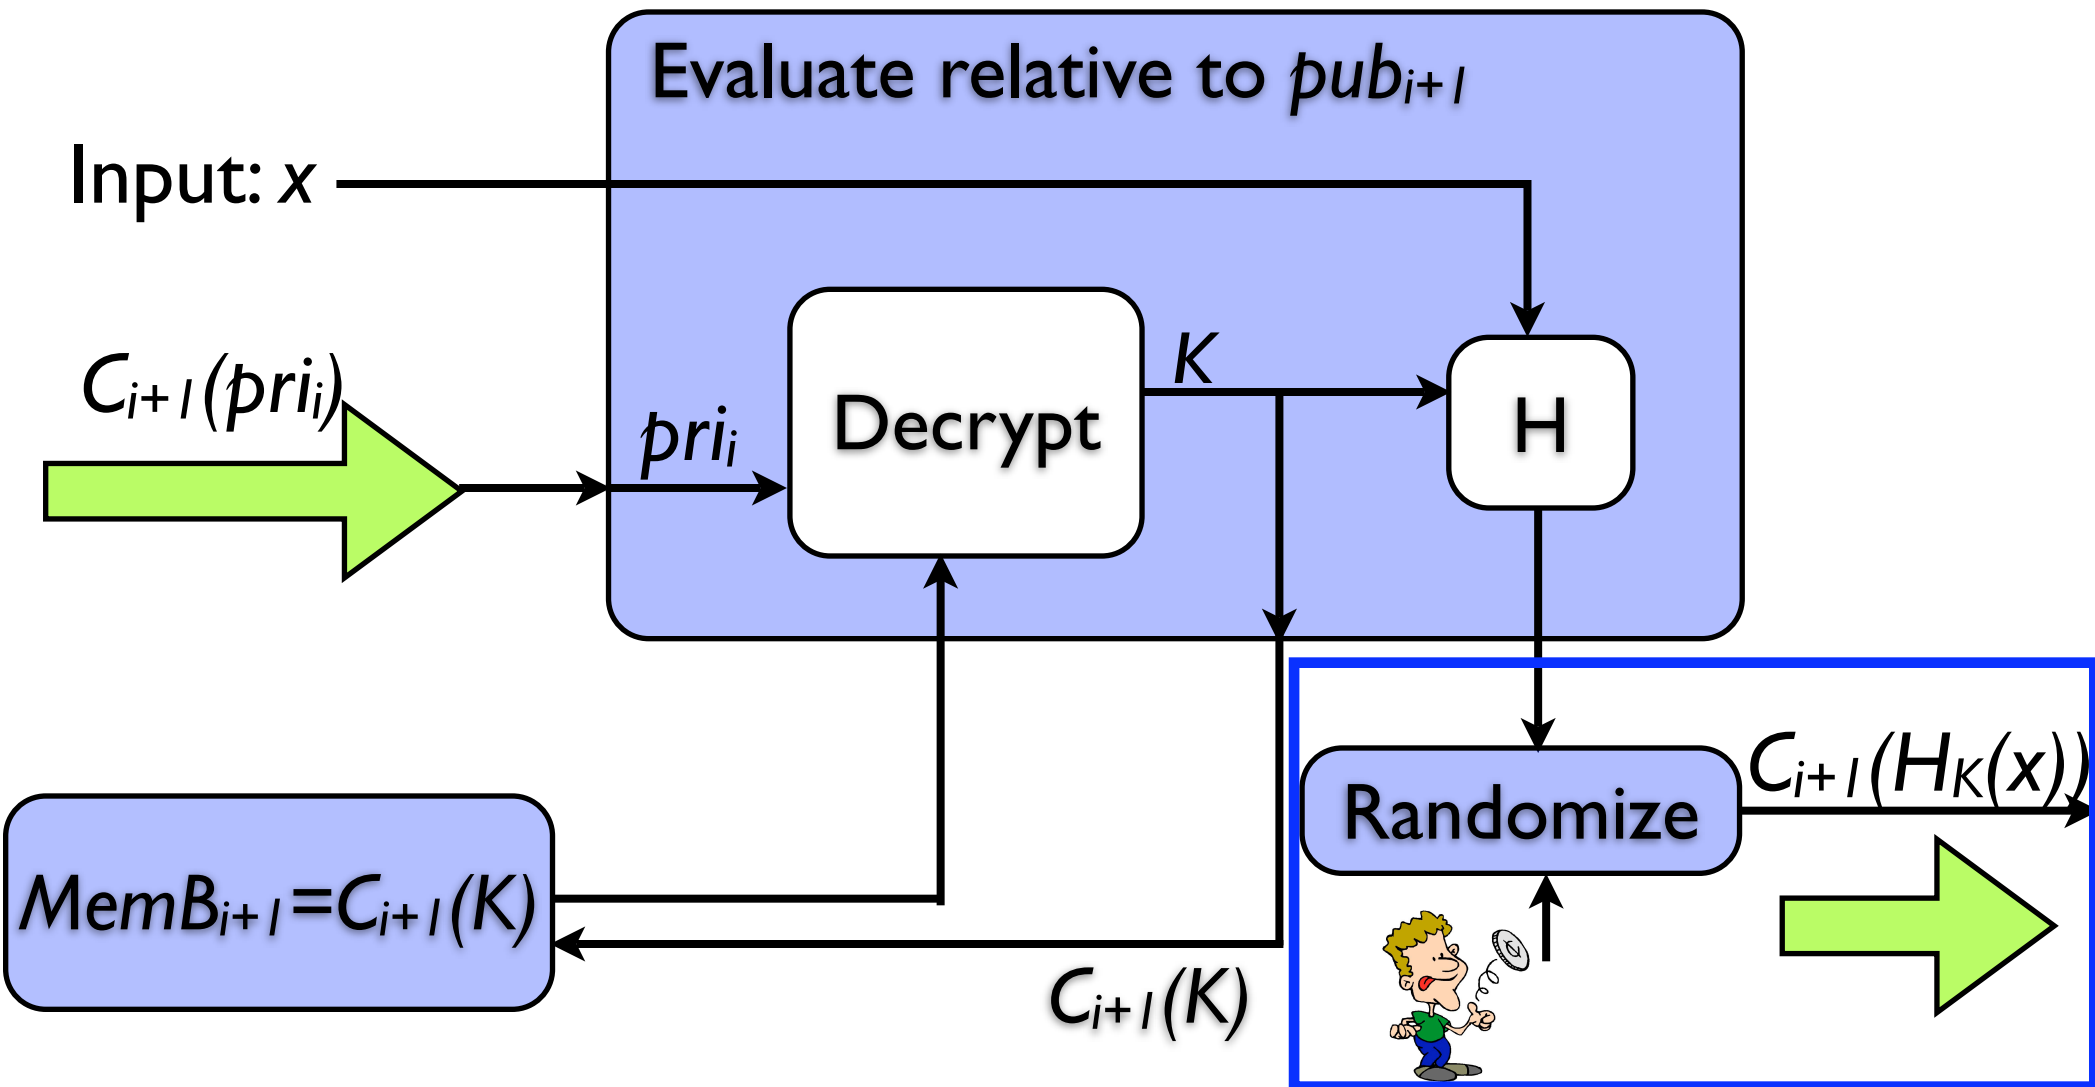 Evaluate relative to pubᵢ₊₁
Input: x
Cᵢ₊₁(priᵢ)
priᵢ
Decrypt
K
H
MemBᵢ₊₁=Cᵢ₊₁(K)
Cᵢ₊₁(K)
Randomize
Cᵢ₊₁(H_K(x))